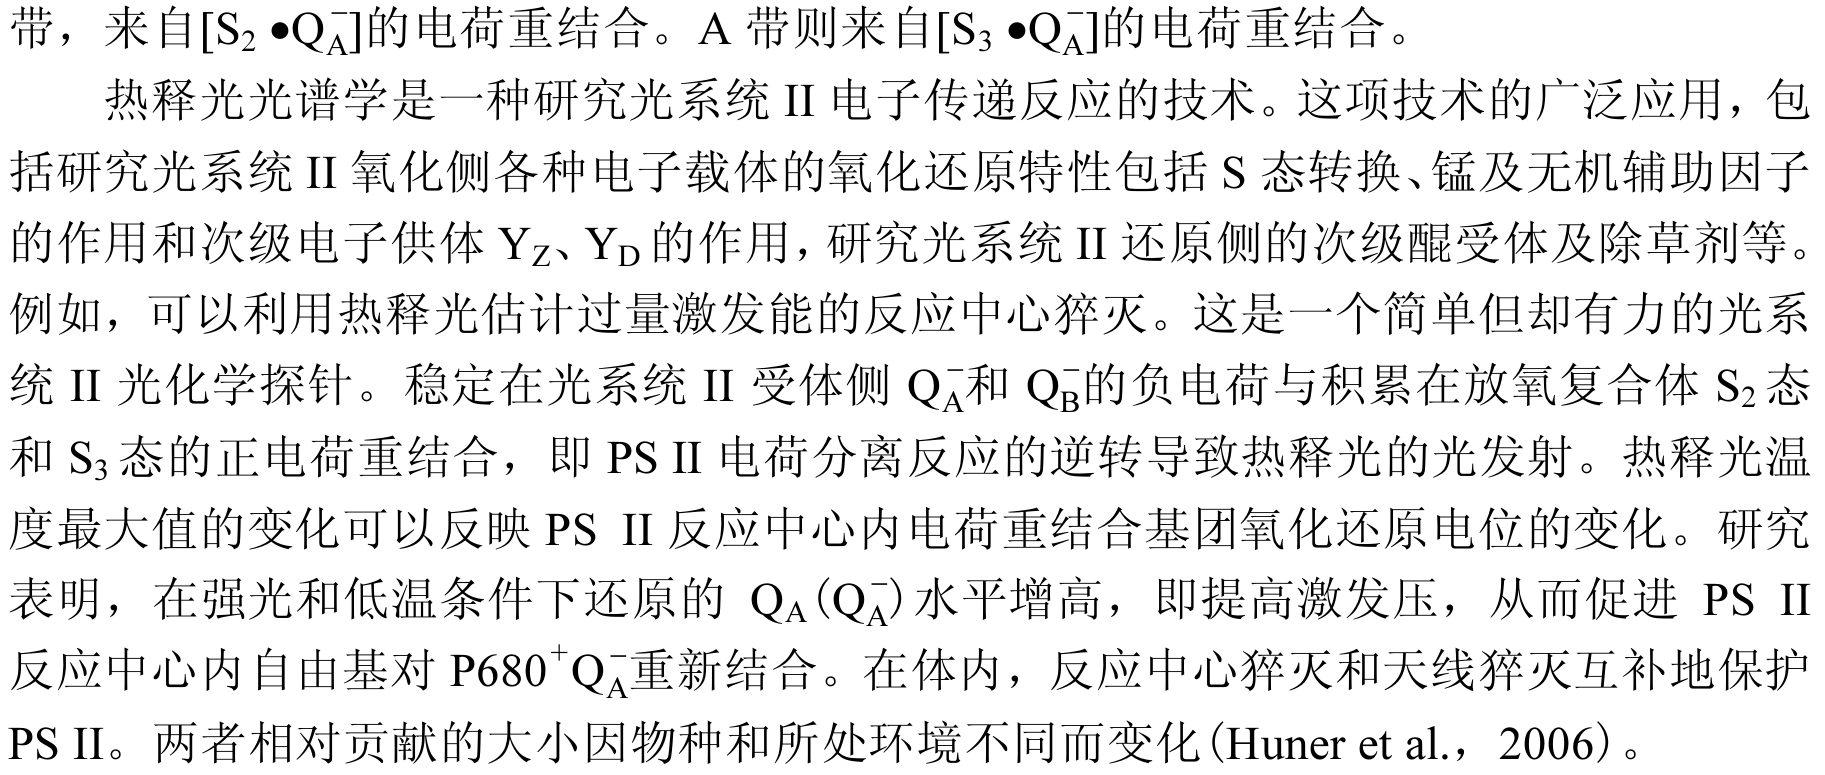 带，来自[S₂ •Q_A⁻]的电荷重结合。A 带则来自[S₃ •Q_A⁻]的电荷重结合。
热释光光谱学是一种研究光系统 II 电子传递反应的技术。这项技术的广泛应用，包
括研究光系统 II 氧化侧各种电子载体的氧化还原特性包括 S 态转换、锰及无机辅助因子
的作用和次级电子供体 Y_Z、Y_D 的作用，研究光系统 II 还原侧的次级醌受体及除草剂等。
例如，可以利用热释光估计过量激发能的反应中心猝灭。这是一个简单但却有力的光系
统 II 光化学探针。稳定在光系统 II 受体侧 Q_A⁻和 Q_B⁻的负电荷与积累在放氧复合体 S₂ 态
和 S₃ 态的正电荷重结合，即 PS II 电荷分离反应的逆转导致热释光的光发射。热释光温
度最大值的变化可以反映 PS II 反应中心内电荷重结合基团氧化还原电位的变化。研究
表明，在强光和低温条件下还原的 Q_A(Q_A⁻)水平增高，即提高激发压，从而促进 PS II
反应中心内自由基对 P680⁺Q_A⁻重新结合。在体内，反应中心猝灭和天线猝灭互补地保护
PS II。两者相对贡献的大小因物种和所处环境不同而变化(Huner et al.，2006)。